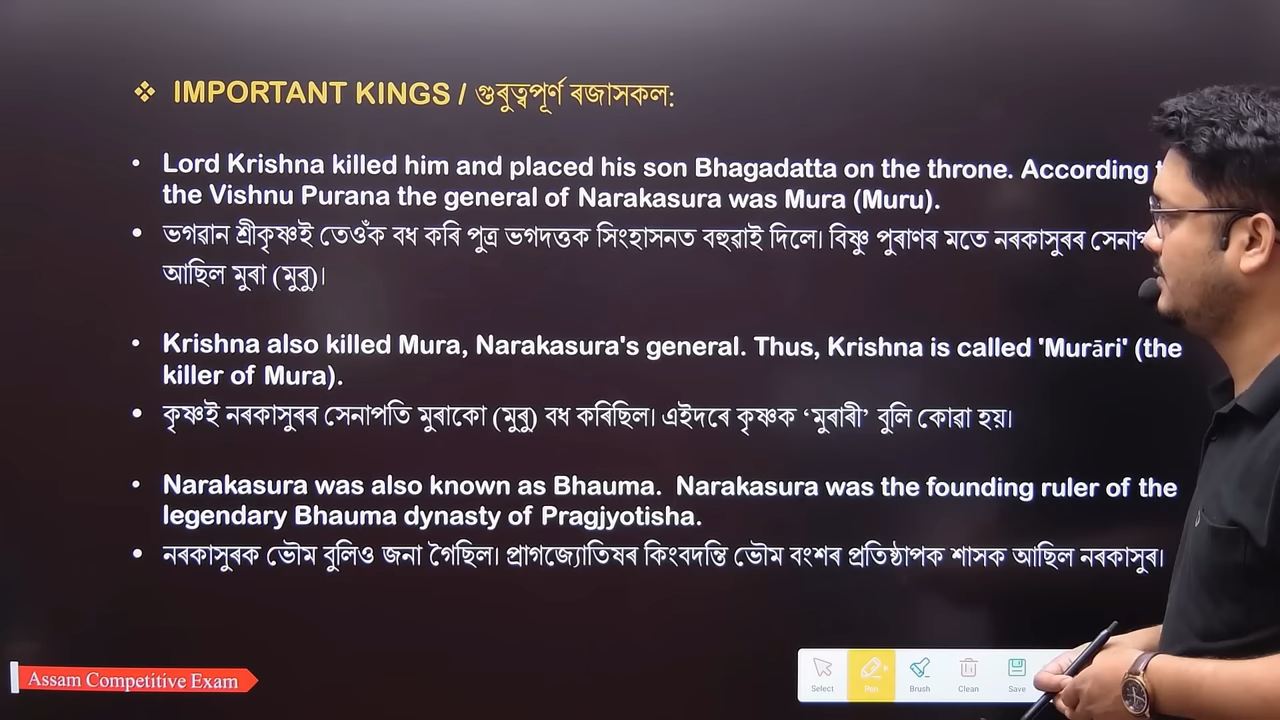 ❖ IMPORTANT KINGS / গুৰুত্বপূৰ্ণ ৰজাসকল:
• Lord Krishna killed him and placed his son Bhagadatta on the throne. According
the Vishnu Purana the general of Narakasura was Mura (Muru).
• ভগৱান শ্ৰীকৃষ্ণই তেওঁক বধ কৰি পুত্ৰ ভগদত্তক সিংহাসনত বহুৱাই দিলে। বিষ্ণু পুৰাণৰ মতে নৰকাসুৰৰ
আছিল মুৰা (মুৰু)।
• Krishna also killed Mura, Narakasura's general. Thus, Krishna is called 'Murāri' (the
killer of Mura).
• কৃষ্ণই নৰকাসুৰৰ সেনাপতি মুৰাকো (মুৰু) বধ কৰিছিল। এইদৰে কৃষ্ণক ‘মুৰাৰী’ বুলি কোৱা হয়।
• Narakasura was also known as Bhauma. Narakasura was the founding ruler of the
legendary Bhauma dynasty of Pragjyotisha.
• নৰকাসুৰক ভৌম বুলিও জনা গৈছিল। প্ৰাগজ্যোতিষৰ কিংবদন্তি ভৌম বংশৰ প্ৰতিষ্ঠাপক শাসক আছিল নৰকাসুৰ।
Assam Competitive Exam
Select Pen Brush Clean Save